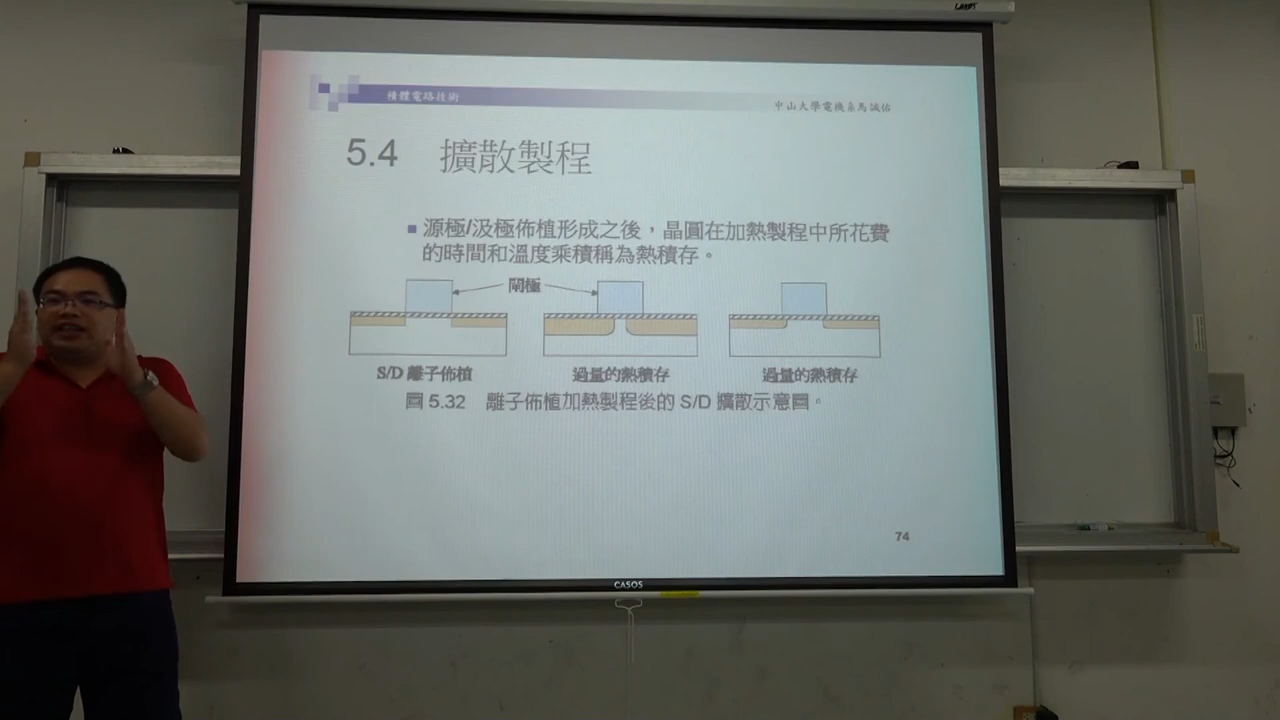 積體電路技術
中山大學電機系馬誠佑
5.4 擴散製程
源極/汲極佈植形成之後，晶圓在加熱製程中所花費
的時間和溫度乘積稱為熱積存。
閘極
S/D 離子佈植
過量的熱積存
過量的熱積存
圖 5.32 離子佈植加熱製程後的 S/D 擴散示意圖。
74
CASOS